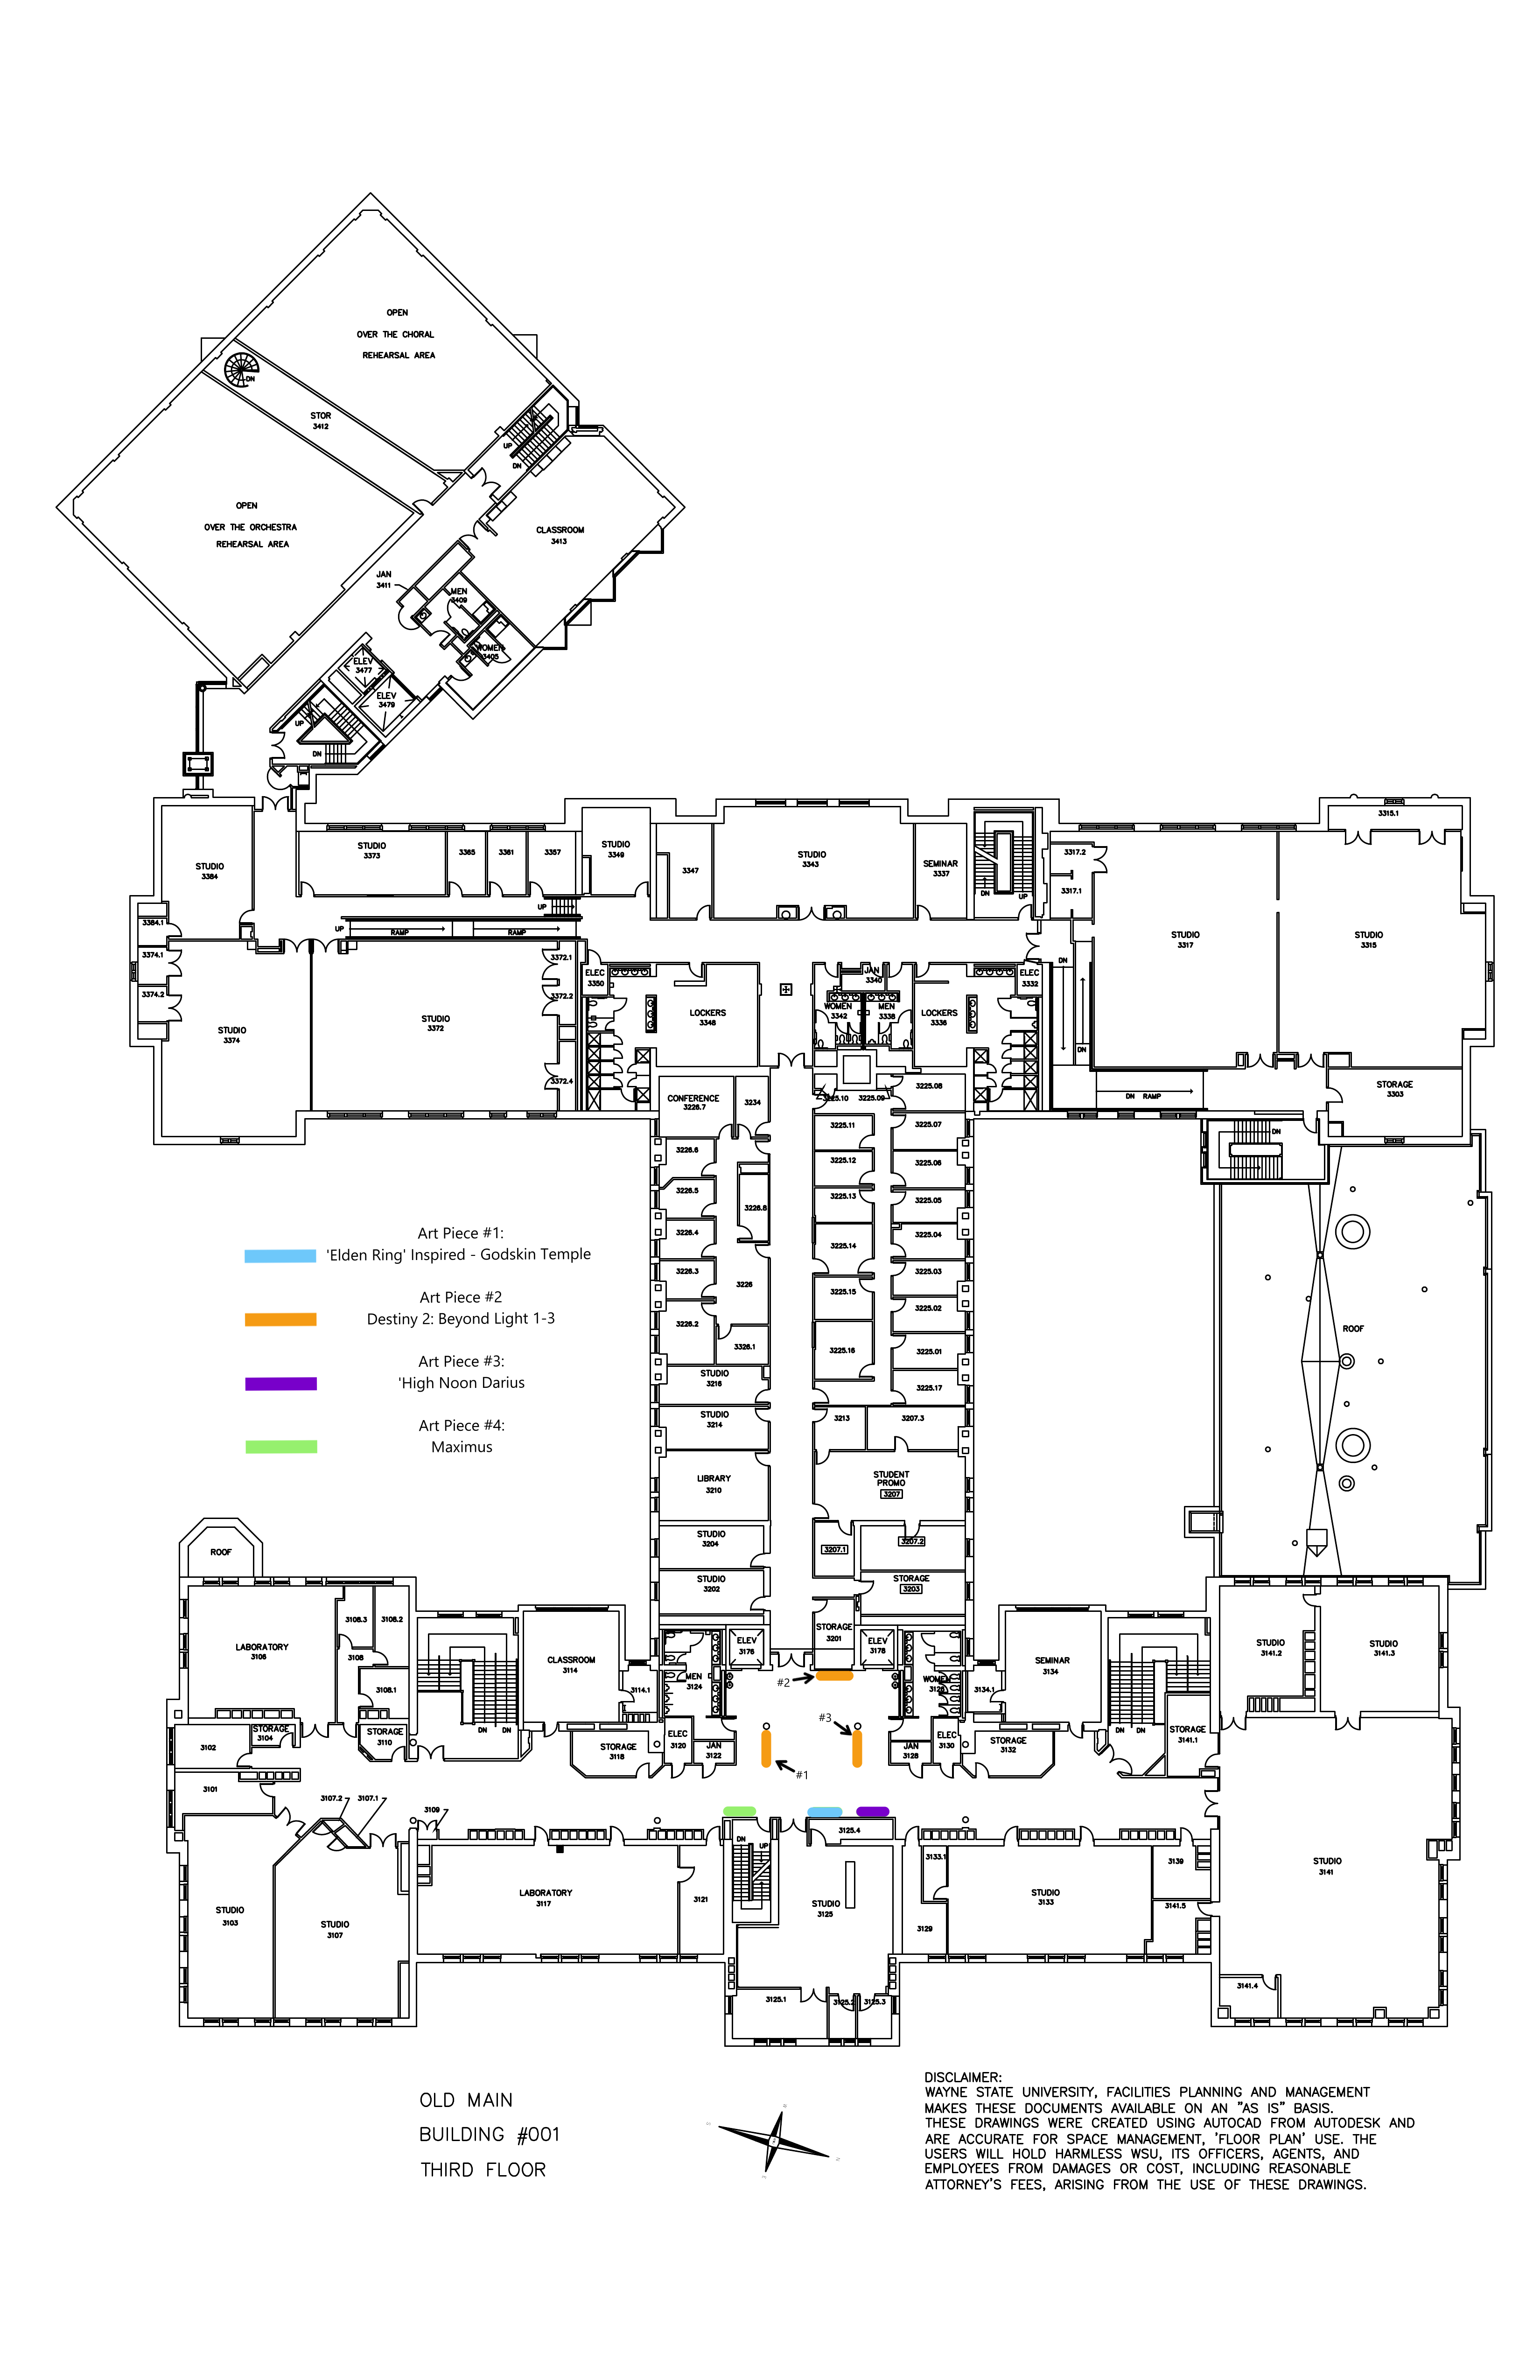 OPEN
OVER THE CHORAL
REHEARSAL AREA
DN
STOR
3412
UP
DN
OPEN
OVER THE ORCHESTRA
REHEARSAL AREA
CLASSROOM
3413
JAN
3411
MEN
3409
WOMEN
3405
ELEV
3477
ELEV
3479
UP
DN
STUDIO
3384
STUDIO
3373
3365
3361
3357
STUDIO
3349
3347
STUDIO
3343
SEMINAR
3337
DN
UP
3317.2
3317.1
STUDIO
3317
STUDIO
3315
3315.1
3384.1
3374.1
3374.2
STUDIO
3374
UP
RAMP
RAMP
UP
STUDIO
3372
3372.1
3372.2
3372.4
ELEC
3350
LOCKERS
3348
JAN
3340
WOMEN
3342
MEN
3338
LOCKERS
3336
ELEC
3332
DN
DN
DN RAMP
STORAGE
3303
DN
CONFERENCE
3226.7
3234
3225.10
3225.09
3225.08
3225.11
3225.07
3226.6
3225.12
3225.06
3226.5
3226.8
3225.13
3225.05
3226.4
3225.14
3225.04
3226.3
3226
3225.15
3225.03
3225.02
3226.2
3326.1
3225.16
3225.01
STUDIO
3216
3225.17
STUDIO
3214
3213
3207.3
LIBRARY
3210
STUDENT
PROMO
3207
STUDIO
3204
3207.1
3207.2
STUDIO
3202
STORAGE
3203
STORAGE
3201
ROOF
Art Piece #1:
'Elden Ring' Inspired - Godskin Temple
Art Piece #2
Destiny 2: Beyond Light 1-3
Art Piece #3:
'High Noon Darius
Art Piece #4:
Maximus
ROOF
LABORATORY
3106
3108.3
3108.2
3108
3108.1
STORAGE
3104
STORAGE
3110
3102
3101
DN
DN
CLASSROOM
3114
3114.1
MEN
3124
ELEV
3176
ELEV
3178
WOMEN
3126
3134.1
SEMINAR
3134
DN
DN
STORAGE
3141.1
STUDIO
3141.2
STUDIO
3141.3
STORAGE
3118
ELEC
3120
JAN
3122
#2
#3
#1
JAN
3128
ELEC
3130
STORAGE
3132
3107.2
3107.1
3109
3125.4
DN
UP
STUDIO
3103
STUDIO
3107
LABORATORY
3117
3121
STUDIO
3125
3133.1
3129
STUDIO
3133
3139
3141.5
STUDIO
3141
3141.4
3125.1
3125.2
3125.3
OLD MAIN
BUILDING #001
THIRD FLOOR
DISCLAIMER:
WAYNE STATE UNIVERSITY, FACILITIES PLANNING AND MANAGEMENT
MAKES THESE DOCUMENTS AVAILABLE ON AN "AS IS" BASIS.
THESE DRAWINGS WERE CREATED USING AUTOCAD FROM AUTODESK AND
ARE ACCURATE FOR SPACE MANAGEMENT, 'FLOOR PLAN' USE. THE
USERS WILL HOLD HARMLESS WSU, ITS OFFICERS, AGENTS, AND
EMPLOYEES FROM DAMAGES OR COST, INCLUDING REASONABLE
ATTORNEY'S FEES, ARISING FROM THE USE OF THESE DRAWINGS.